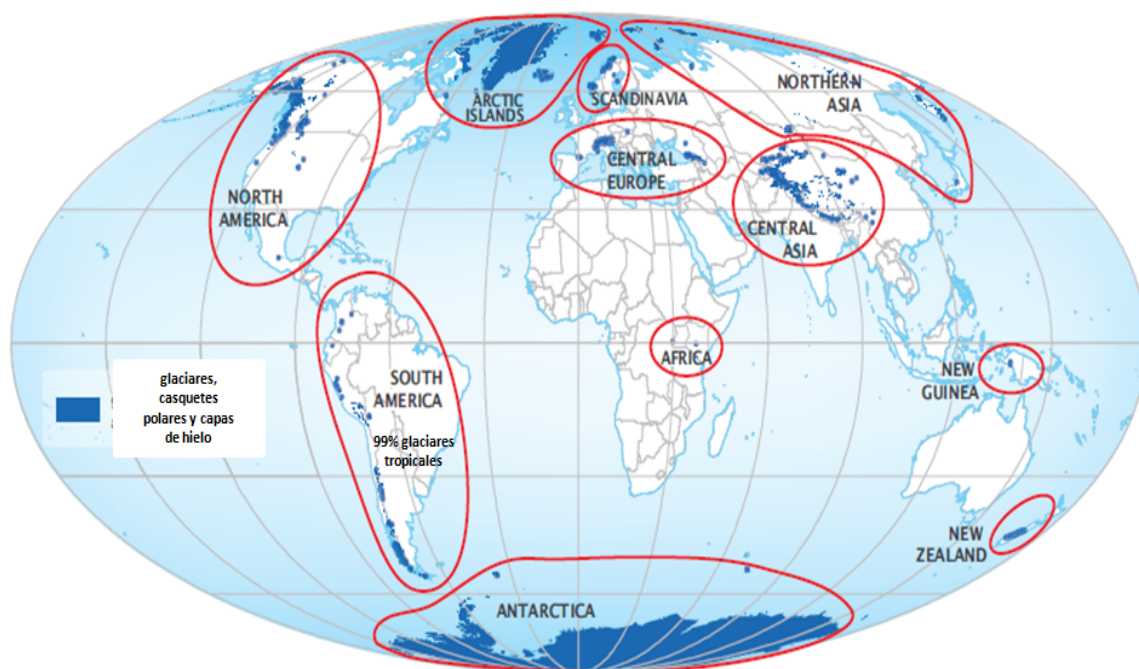 ARCTIC
ISLANDS
SCANDINAVIA
NORTHERN
ASIA
NORTH
AMERICA
CENTRAL
EUROPE
CENTRAL
ASIA
AFRICA
NEW
GUINEA
glaciares,
casquetes
polares y capas
de hielo
SOUTH
AMERICA
99% glaciares
tropicales
NEW
ZEALAND
ANTARCTICA